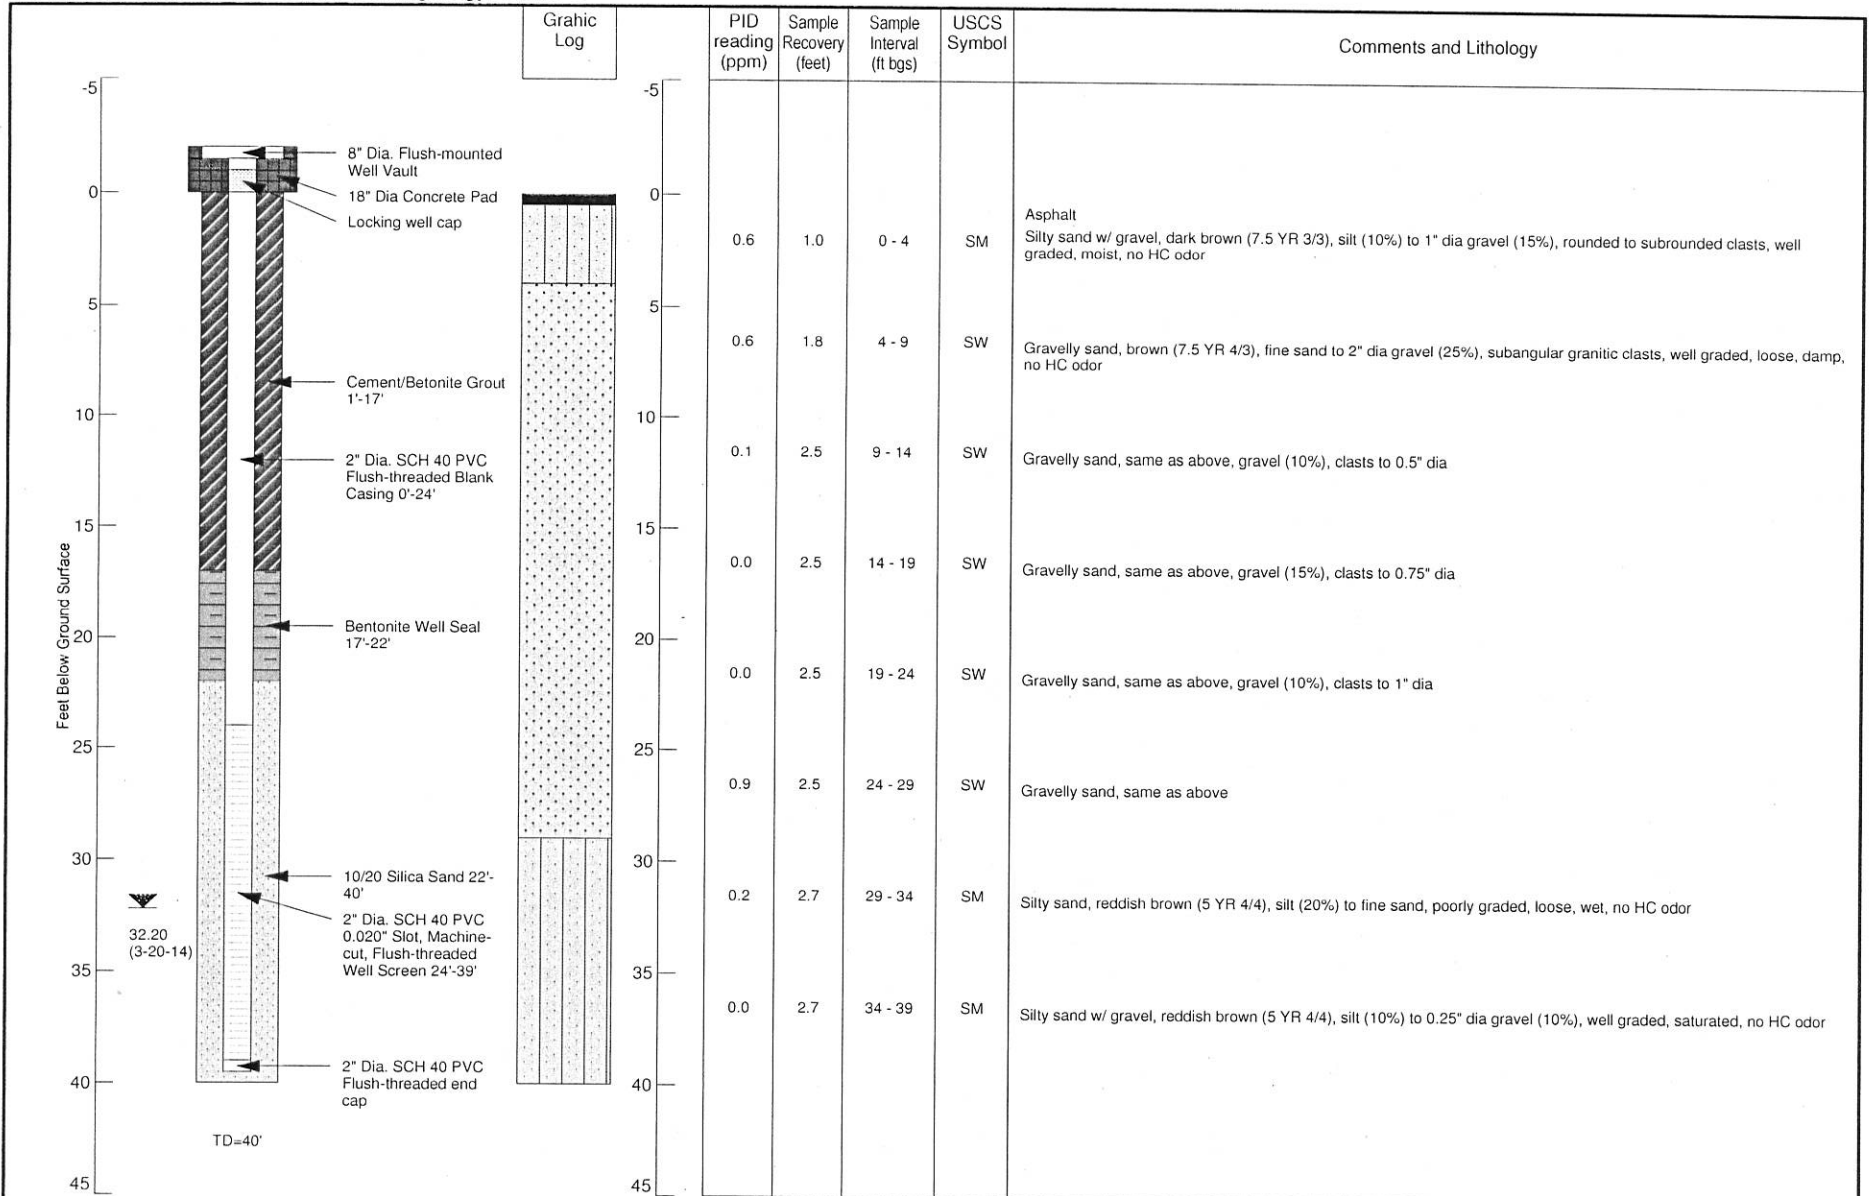 Grahic
Log
PID
reading
(ppm)
Sample
Recovery
(feet)
Sample
Interval
(ft bgs)
USCS
Symbol
Comments and Lithology
Feet Below Ground Surface
-5
0
5
10
15
20
25
30
35
40
45
8" Dia. Flush-mounted
Well Vault
18" Dia Concrete Pad
Locking well cap
Cement/Betonite Grout
1'-17'
2" Dia. SCH 40 PVC
Flush-threaded Blank
Casing 0'-24'
Bentonite Well Seal
17'-22'
10/20 Silica Sand 22'-
40'
2" Dia. SCH 40 PVC
0.020" Slot, Machine-
cut, Flush-threaded
Well Screen 24'-39'
2" Dia. SCH 40 PVC
Flush-threaded end
cap
32.20
(3-20-14)
TD=40'
-5
0
5
10
15
20
25
30
35
40
45
Asphalt
0.6 1.0 0 - 4 SM Silty sand w/ gravel, dark brown (7.5 YR 3/3), silt (10%) to 1" dia gravel (15%), rounded to subrounded clasts, well
graded, moist, no HC odor
0.6 1.8 4 - 9 SW Gravelly sand, brown (7.5 YR 4/3), fine sand to 2" dia gravel (25%), subangular granitic clasts, well graded, loose, damp,
no HC odor
0.1 2.5 9 - 14 SW Gravelly sand, same as above, gravel (10%), clasts to 0.5" dia
0.0 2.5 14 - 19 SW Gravelly sand, same as above, gravel (15%), clasts to 0.75" dia
0.0 2.5 19 - 24 SW Gravelly sand, same as above, gravel (10%), clasts to 1" dia
0.9 2.5 24 - 29 SW Gravelly sand, same as above
0.2 2.7 29 - 34 SM Silty sand, reddish brown (5 YR 4/4), silt (20%) to fine sand, poorly graded, loose, wet, no HC odor
0.0 2.7 34 - 39 SM Silty sand w/ gravel, reddish brown (5 YR 4/4), silt (10%) to 0.25" dia gravel (10%), well graded, saturated, no HC odor